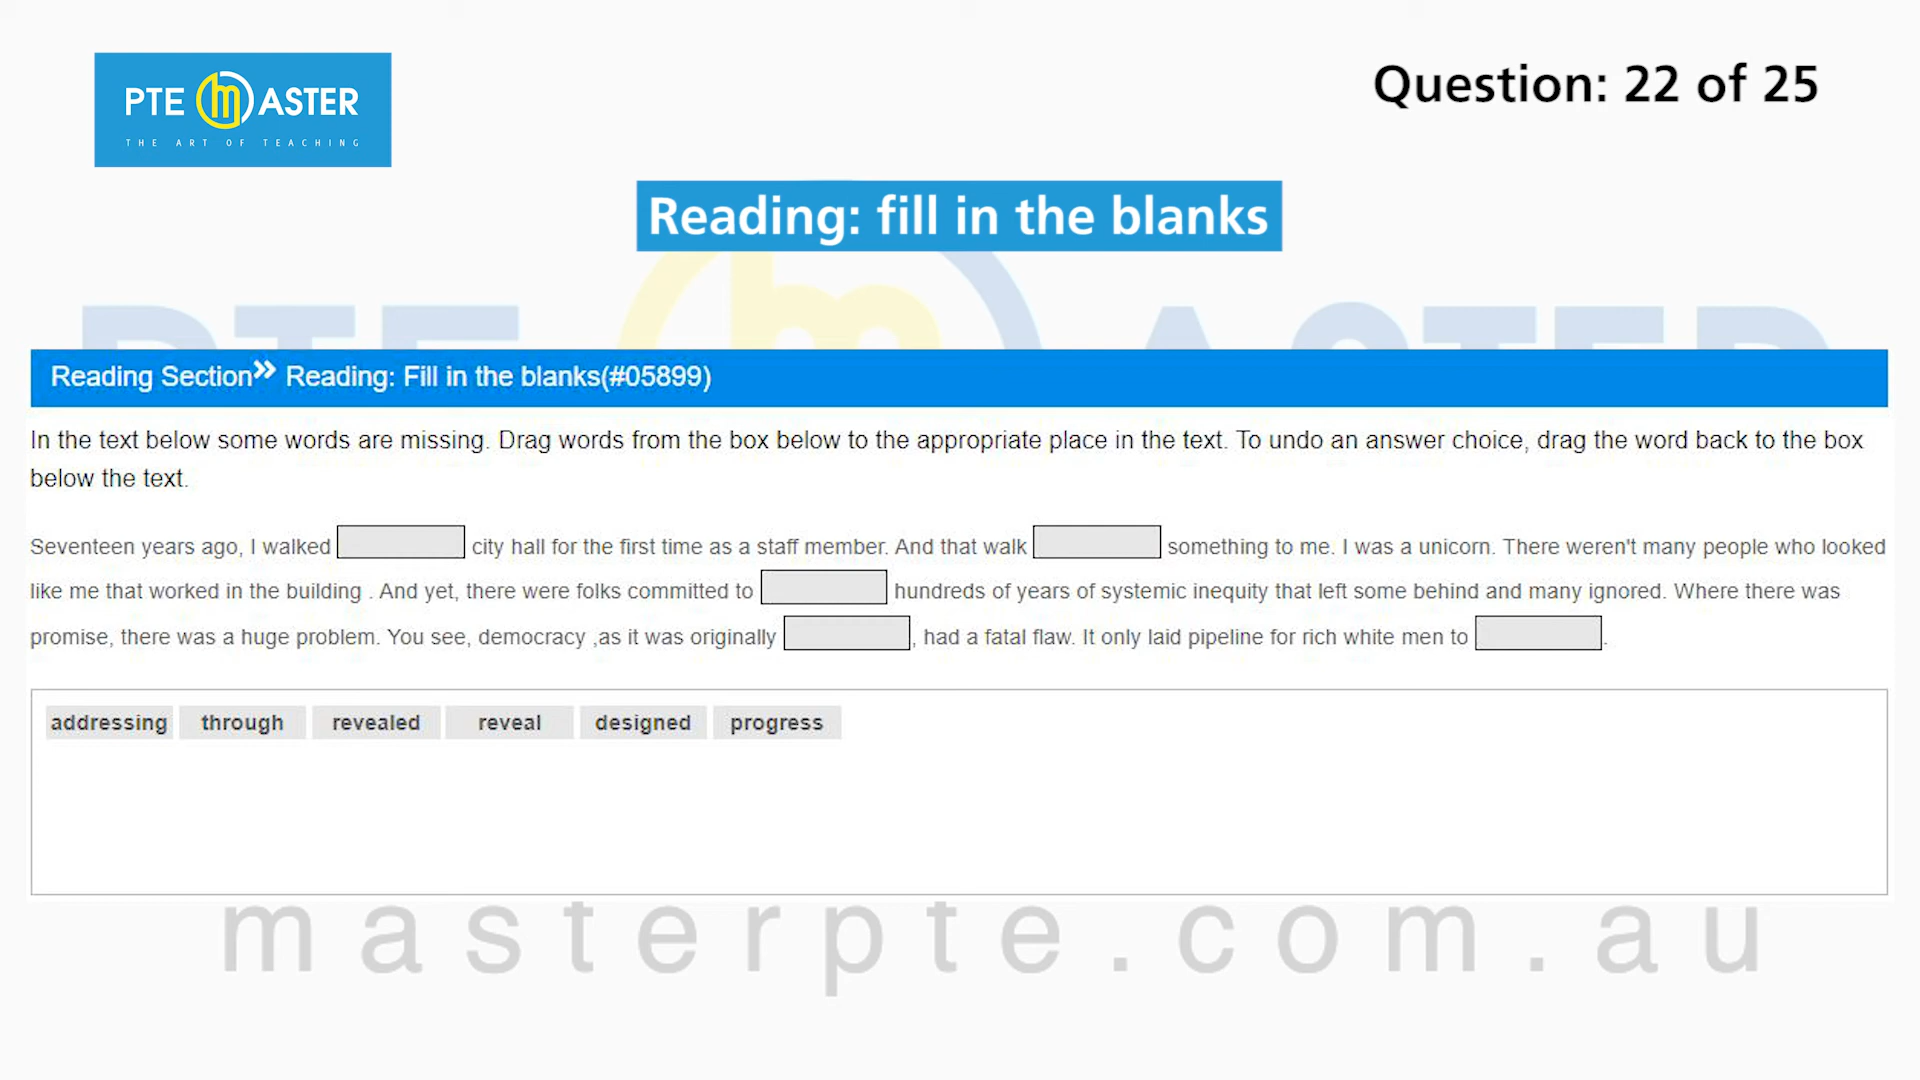 PTE MASTER
THE ART OF TEACHING
Question: 22 of 25
Reading: fill in the blanks
PTE MASTER
Reading Section» Reading: Fill in the blanks(#05899)
In the text below some words are missing. Drag words from the box below to the appropriate place in the text. To undo an answer choice, drag the word back to the box
below the text.
Seventeen years ago, I walked city hall for the first time as a staff member. And that walk something to me. I was a unicorn. There weren't many people who looked
like me that worked in the building . And yet, there were folks committed to hundreds of years of systemic inequity that left some behind and many ignored. Where there was
promise, there was a huge problem. You see, democracy ,as it was originally , had a fatal flaw. It only laid pipeline for rich white men to .
addressing through revealed reveal designed progress
masterpte.com.au